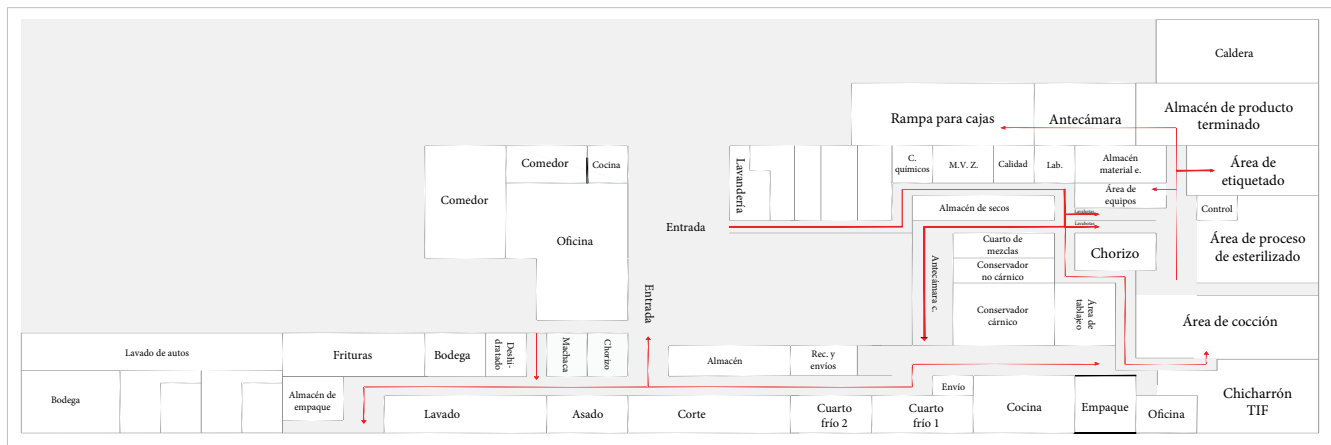 Caldera
Rampa para cajas
Antecámara
Almacén de producto
terminado
Comedor
Cocina
Comedor
Oficina
Lavandería
C.
químicos
M.V. Z.
Calidad
Lab.
Almacén
material e.
Área de
etiquetado
Área de
equipos
Almacén de secos
Control
Entrada
Área de proceso
de esterilizado
Antecámara c.
Cuarto de
mezclas
Chorizo
Conservador
no cárnico
Conservador
cárnico
Área de
tablajeo
Área de cocción
Entrada
Lavado de autos
Frituras
Bodega
Deshi-
dratado
Machaca
Chorizo
Almacén
Rec. y
envíos
Bodega
Almacén de
empaque
Lavado
Asado
Corte
Cuarto
frío 2
Cuarto
frío 1
Envío
Cocina
Empaque
Oficina
Chicharrón
TIF